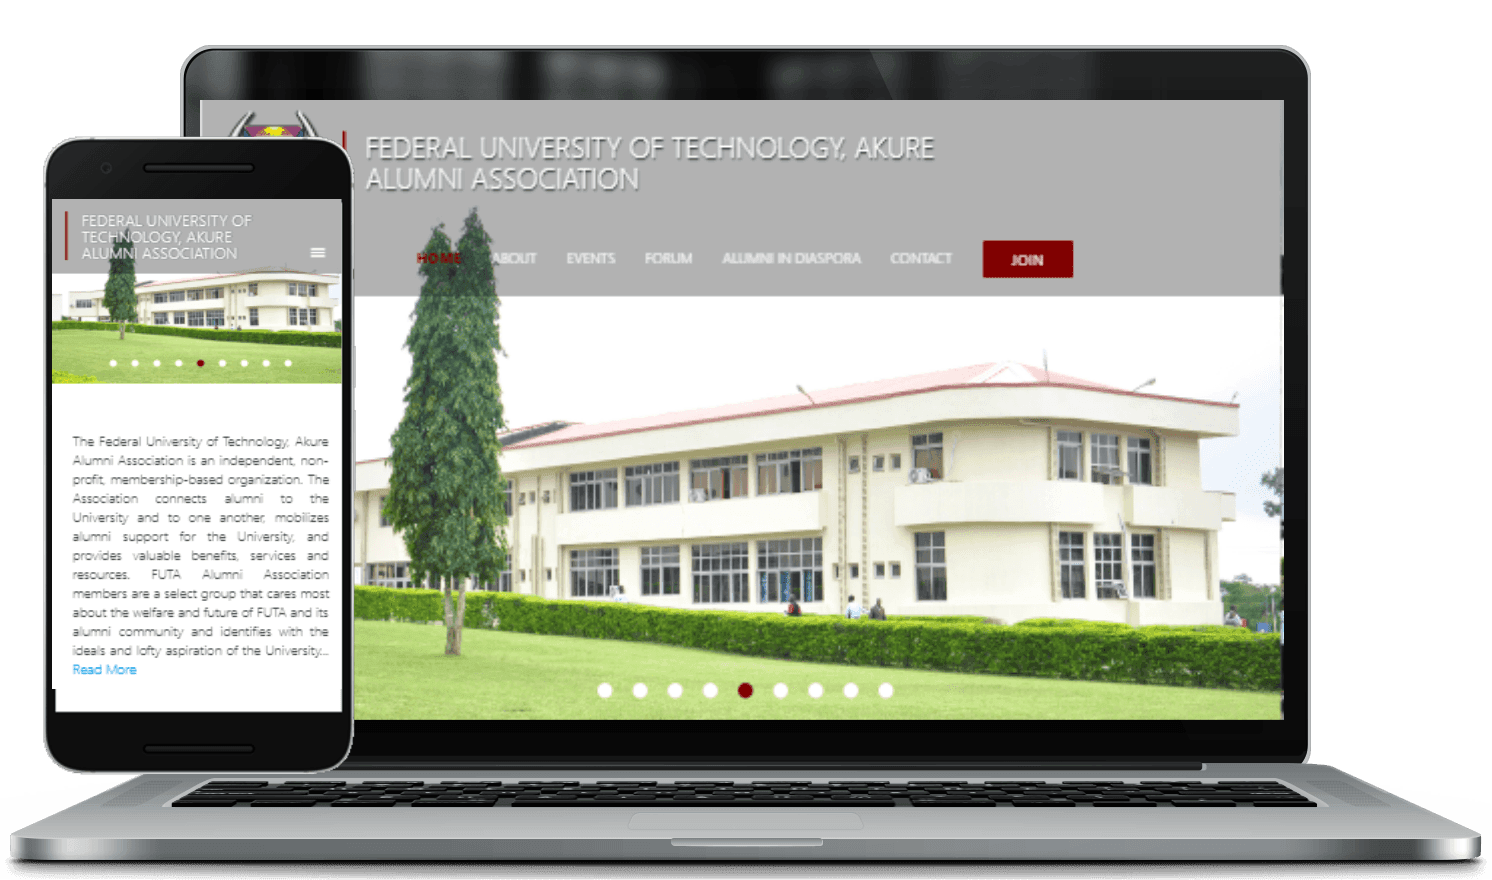 FEDERAL UNIVERSITY OF TECHNOLOGY, AKURE
ALUMNI ASSOCIATION
HOME ABOUT EVENTS FORUM ALUMNI IN DIASPORA CONTACT JOIN
FEDERAL UNIVERSITY OF
TECHNOLOGY, AKURE
ALUMNI ASSOCIATION
The Federal University of Technology, Akure
Alumni Association is an independent, non-
profit, membership-based organization. The
Association connects alumni to the
University and to one another, mobilizes
alumni support for the University, and
provides valuable benefits, services and
resources. FUTA Alumni Association
members are a select group that cares most
about the welfare and future of FUTA and its
alumni community and identifies with the
ideals and lofty aspiration of the University...
Read More